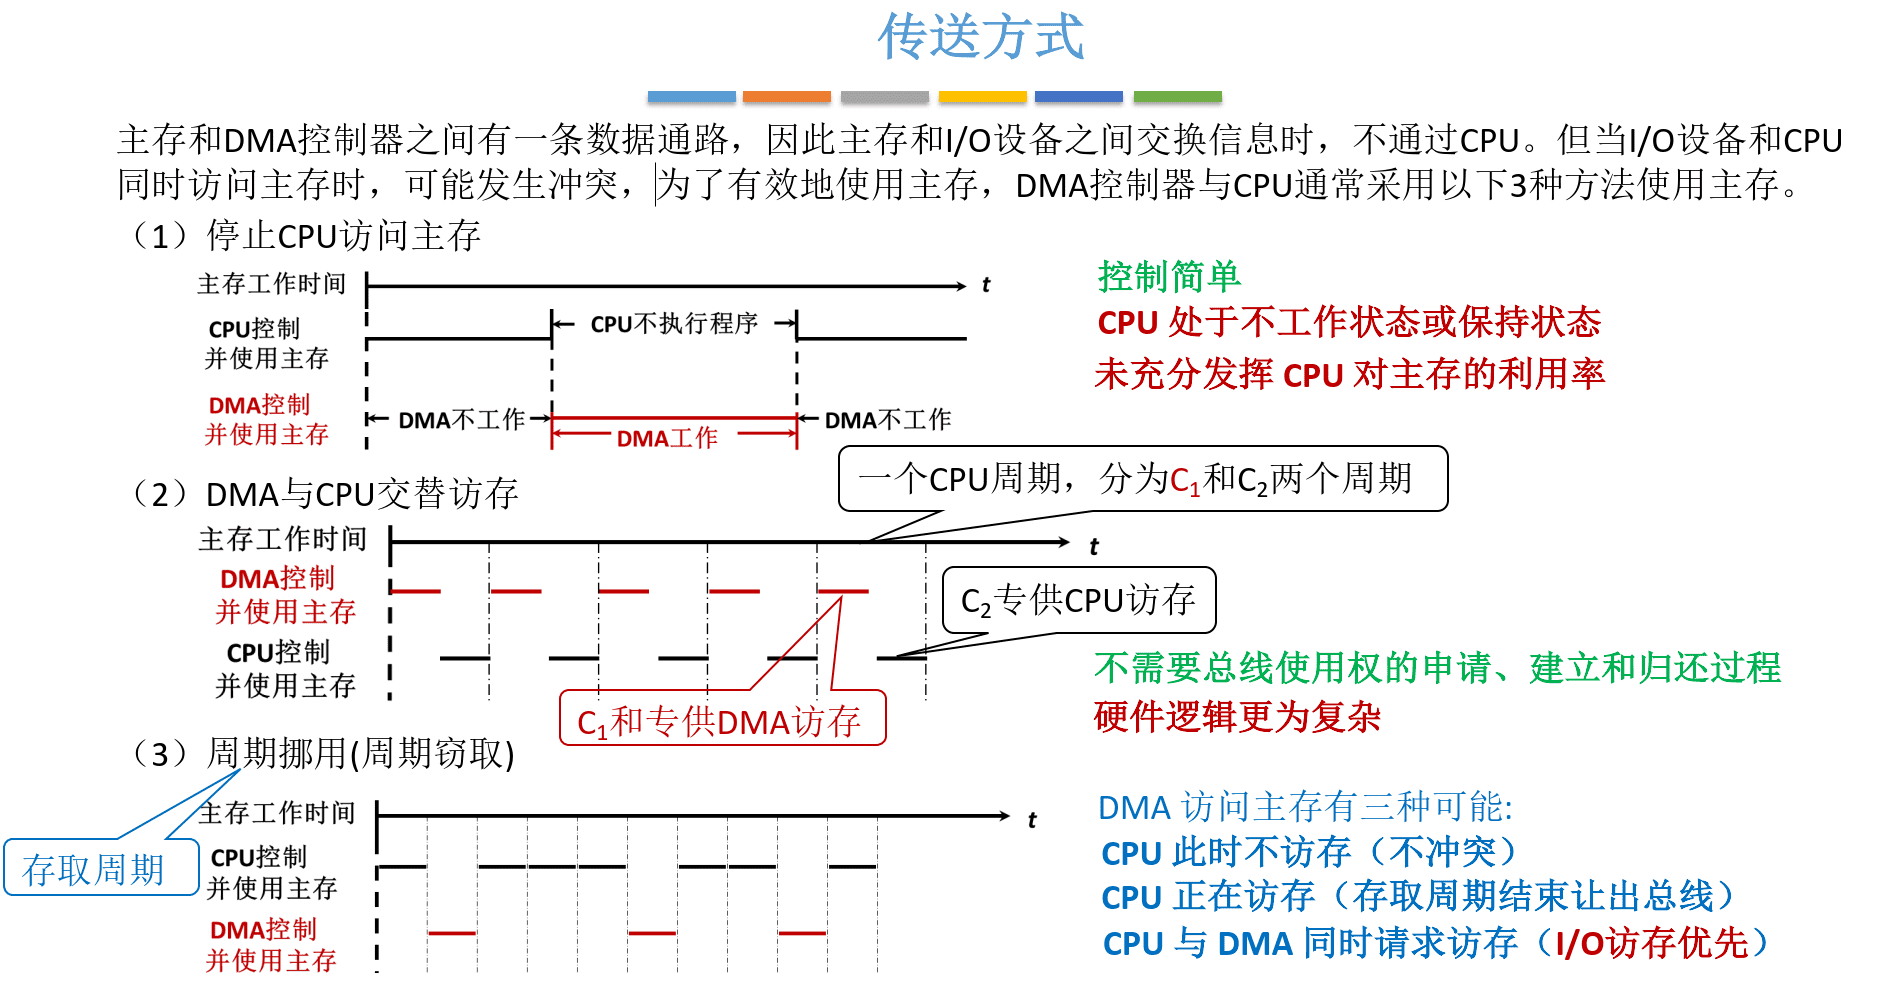 传送方式
主存和DMA控制器之间有一条数据通路，因此主存和I/O设备之间交换信息时，不通过CPU。但当I/O设备和CPU
同时访问主存时，可能发生冲突，为了有效地使用主存，DMA控制器与CPU通常采用以下3种方法使用主存。
（1）停止CPU访问主存
主存工作时间
t
CPU控制
并使用主存
CPU不执行程序
DMA控制
并使用主存
DMA不工作
DMA工作
DMA不工作
控制简单
CPU 处于不工作状态或保持状态
未充分发挥 CPU 对主存的利用率
（2）DMA与CPU交替访存
一个CPU周期，分为C1和C2两个周期
主存工作时间
t
DMA控制
并使用主存
C2专供CPU访存
CPU控制
并使用主存
C1和专供DMA访存
不需要总线使用权的申请、建立和归还过程
硬件逻辑更为复杂
（3）周期挪用(周期窃取)
存取周期
主存工作时间
t
CPU控制
并使用主存
DMA控制
并使用主存
DMA 访问主存有三种可能:
CPU 此时不访存（不冲突）
CPU 正在访存（存取周期结束让出总线）
CPU 与 DMA 同时请求访存（I/O访存优先）